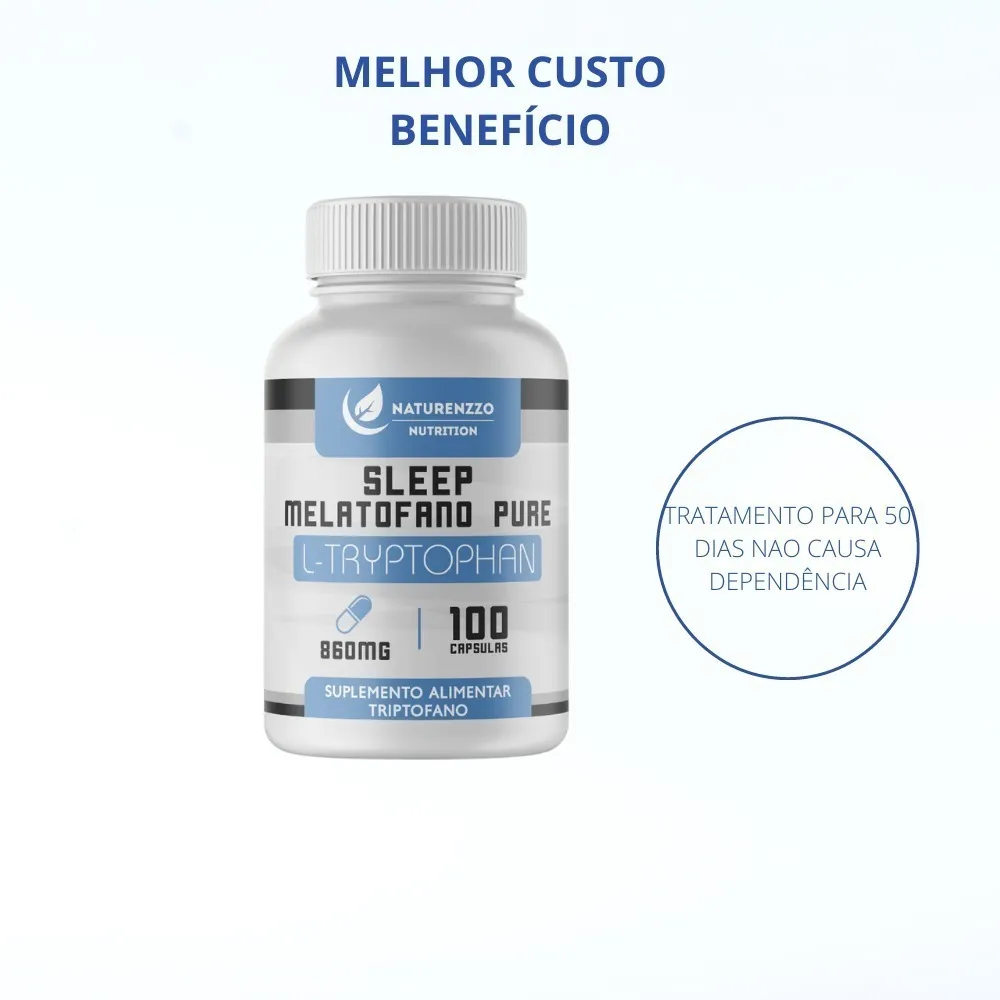 MELHOR CUSTO
BENEFÍCIO
NATURENZZO
NUTRITION
SLEEP
MELATOFANO PURE
L-TRYPTOPHAN
860MG
100
CAPSULAS
SUPLEMENTO ALIMENTAR
TRIPTOFANO
TRATAMENTO PARA 50
DIAS NAO CAUSA
DEPENDÊNCIA